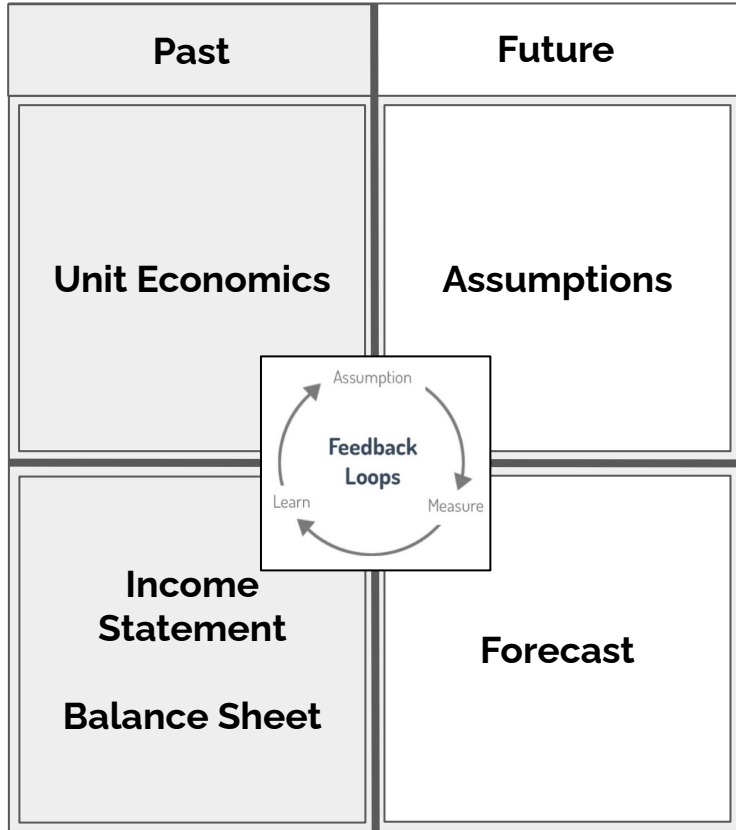 Past
Future
Unit Economics
Assumptions
Assumption
Feedback
Loops
Learn
Measure
Income
Statement
Balance Sheet
Forecast